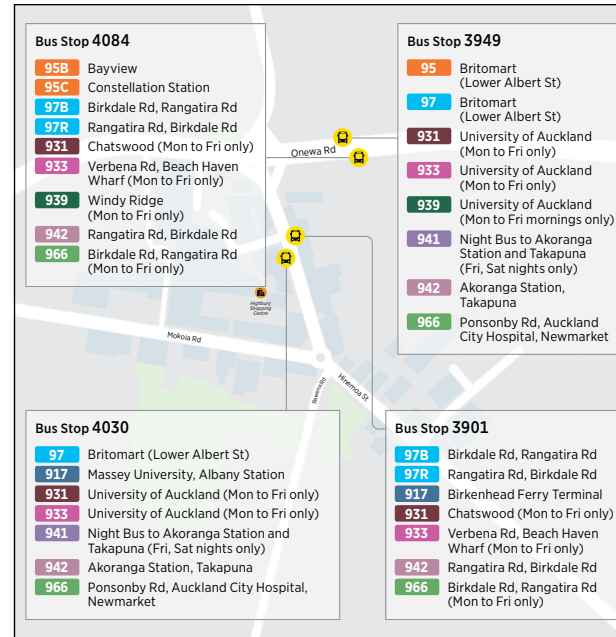 Bus Stop 4084
95B Bayview
95C Constellation Station
97B Birkdale Rd, Rangatira Rd
97R Rangatira Rd, Birkdale Rd
931 Chatswood (Mon to Fri only)
933 Verbena Rd, Beach Haven
Wharf (Mon to Fri only)
939 Windy Ridge
(Mon to Fri only)
942 Rangatira Rd, Birkdale Rd
966 Birkdale Rd, Rangatira Rd
(Mon to Fri only)
Bus Stop 3949
95 Britomart
(Lower Albert St)
97 Britomart
(Lower Albert St)
931 University of Auckland
(Mon to Fri only)
933 University of Auckland
(Mon to Fri only)
939 University of Auckland
(Mon to Fri mornings only)
941 Night Bus to Akoranga
Station and Takapuna
(Fri, Sat nights only)
942 Akoranga Station,
Takapuna
966 Ponsonby Rd, Auckland
City Hospital, Newmarket
Onewa Rd
Highbury
Shopping
Centre
Mokoia Rd
Rawene Rd
Hinemoa St
Bus Stop 4030
97 Britomart (Lower Albert St)
917 Massey University, Albany Station
931 University of Auckland (Mon to Fri only)
933 University of Auckland (Mon to Fri only)
941 Night Bus to Akoranga Station and
Takapuna (Fri, Sat nights only)
942 Akoranga Station, Takapuna
966 Ponsonby Rd, Auckland City Hospital,
Newmarket
Bus Stop 3901
97B Birkdale Rd, Rangatira Rd
97R Rangatira Rd, Birkdale Rd
917 Birkenhead Ferry Terminal
931 Chatswood (Mon to Fri only)
933 Verbena Rd, Beach Haven
Wharf (Mon to Fri only)
942 Rangatira Rd, Birkdale Rd
966 Birkdale Rd, Rangatira Rd
(Mon to Fri only)